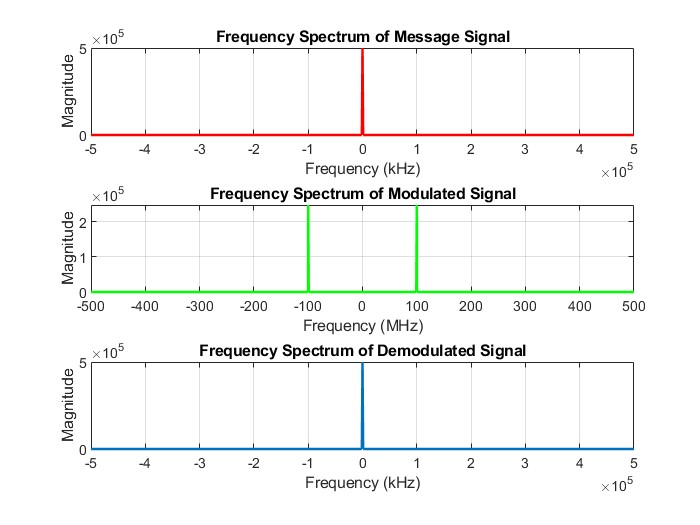 Frequency Spectrum of Message Signal
×10^5
5
0
Magnitude
-5 -4 -3 -2 -1 0 1 2 3 4 5
Frequency (kHz)
×10^5
Frequency Spectrum of Modulated Signal
×10^5
2
1
0
Magnitude
-500 -400 -300 -200 -100 0 100 200 300 400 500
Frequency (MHz)
Frequency Spectrum of Demodulated Signal
×10^5
5
0
Magnitude
-5 -4 -3 -2 -1 0 1 2 3 4 5
Frequency (kHz)
×10^5